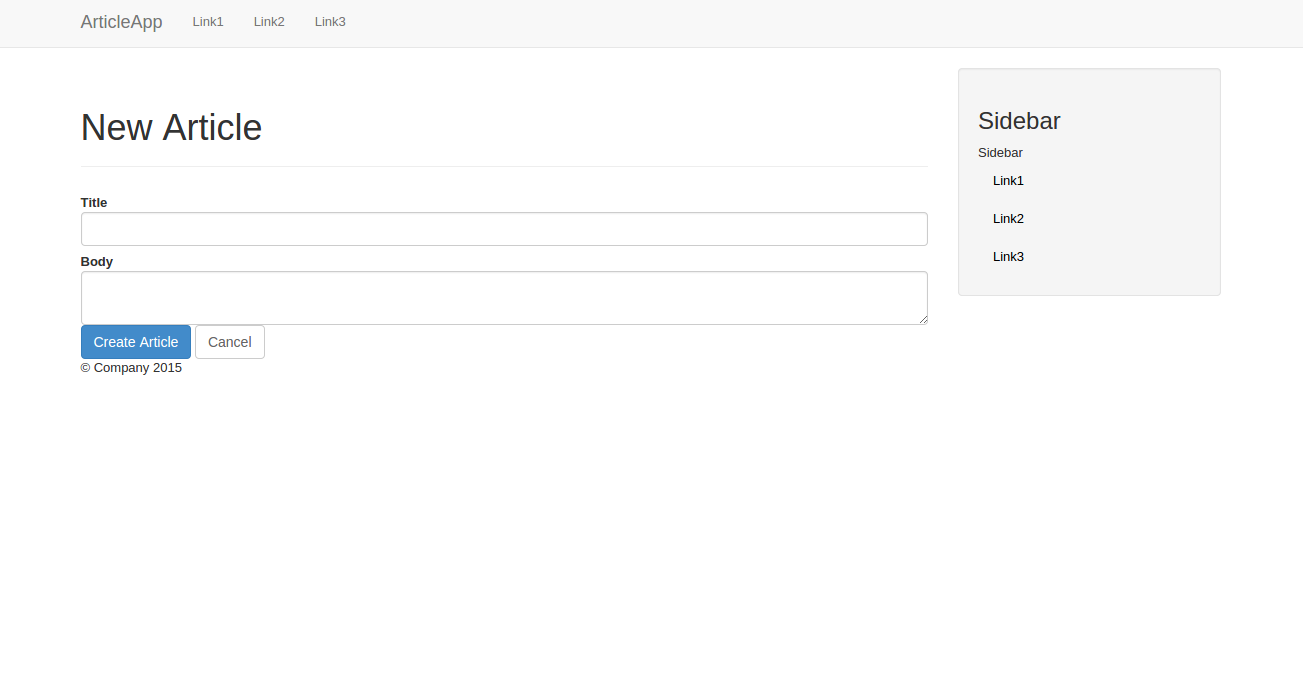 ArticleApp Link1 Link2 Link3
New Article
Title
Body
Create Article Cancel
© Company 2015
Sidebar
Sidebar
Link1
Link2
Link3